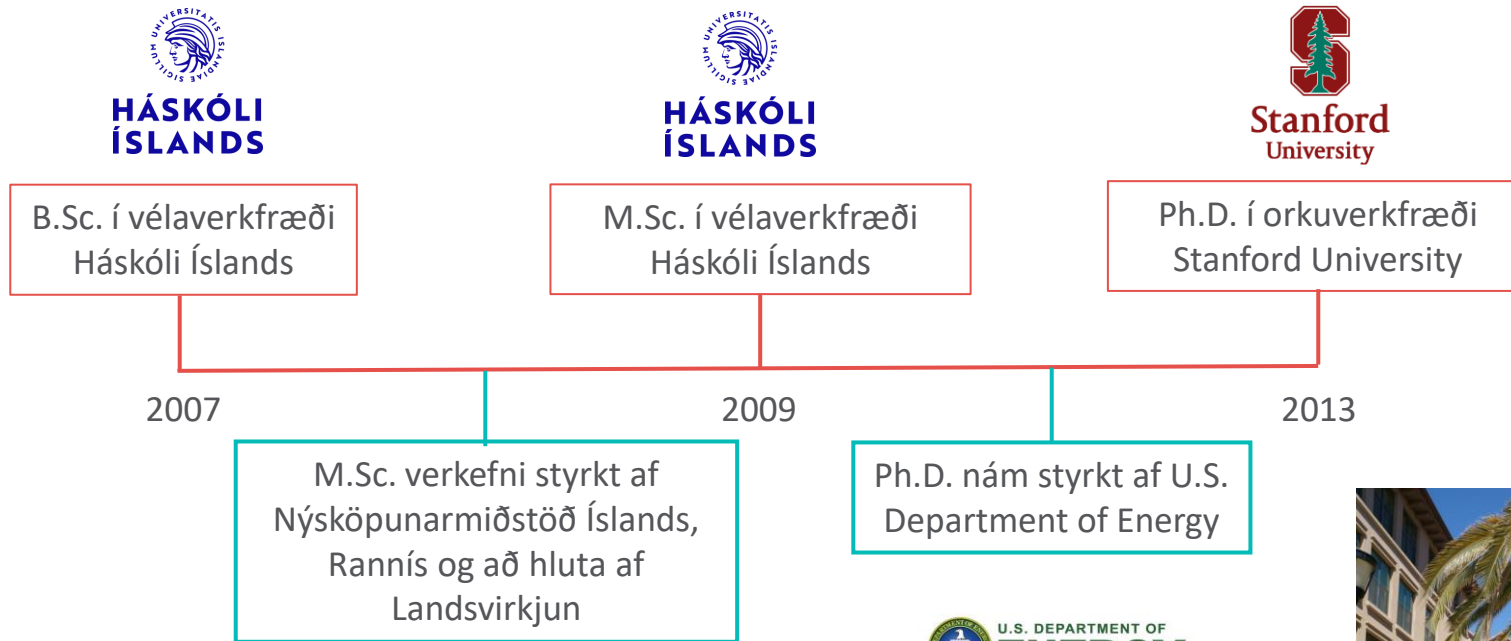 UNIVERSITATIS ISLANDIAE SIGILLUM
HÁSKÓLI
ÍSLANDS
UNIVERSITATIS ISLANDIAE SIGILLUM
HÁSKÓLI
ÍSLANDS
S
Stanford
University
B.Sc. í vélaverkfræði
Háskóli Íslands
M.Sc. í vélaverkfræði
Háskóli Íslands
Ph.D. í orkuverkfræði
Stanford University
2007
2009
2013
M.Sc. verkefni styrkt af
Nýsköpunarmiðstöð Íslands,
Rannís og að hluta af
Landsvirkjun
Ph.D. nám styrkt af U.S.
Department of Energy
U.S. DEPARTMENT OF